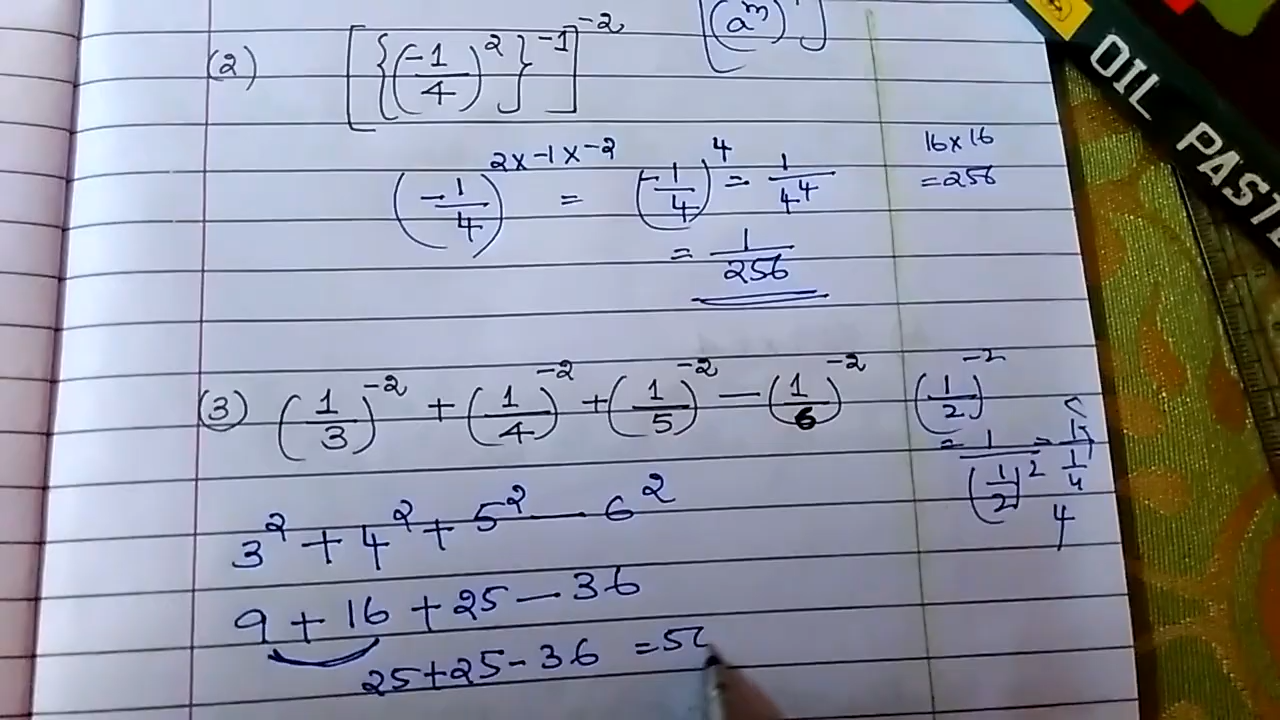 (2) [{(-1/4)^2}^-1]^-2
(a^m)
(-1/4)^2×-1×-2 = (-1/4)^4 = 1/4^4
16×16
=256
= 1/256
(3) (1/3)^-2 + (1/4)^-2 + (1/5)^-2 — (1/6)^-2
(1/2)^-2
= 1/(1/2)^2 = 1/(1/4)
4
3^2 + 4^2 + 5^2 — 6^2
9 + 16 + 25 — 36
25+25-36 =
OIL PASTE